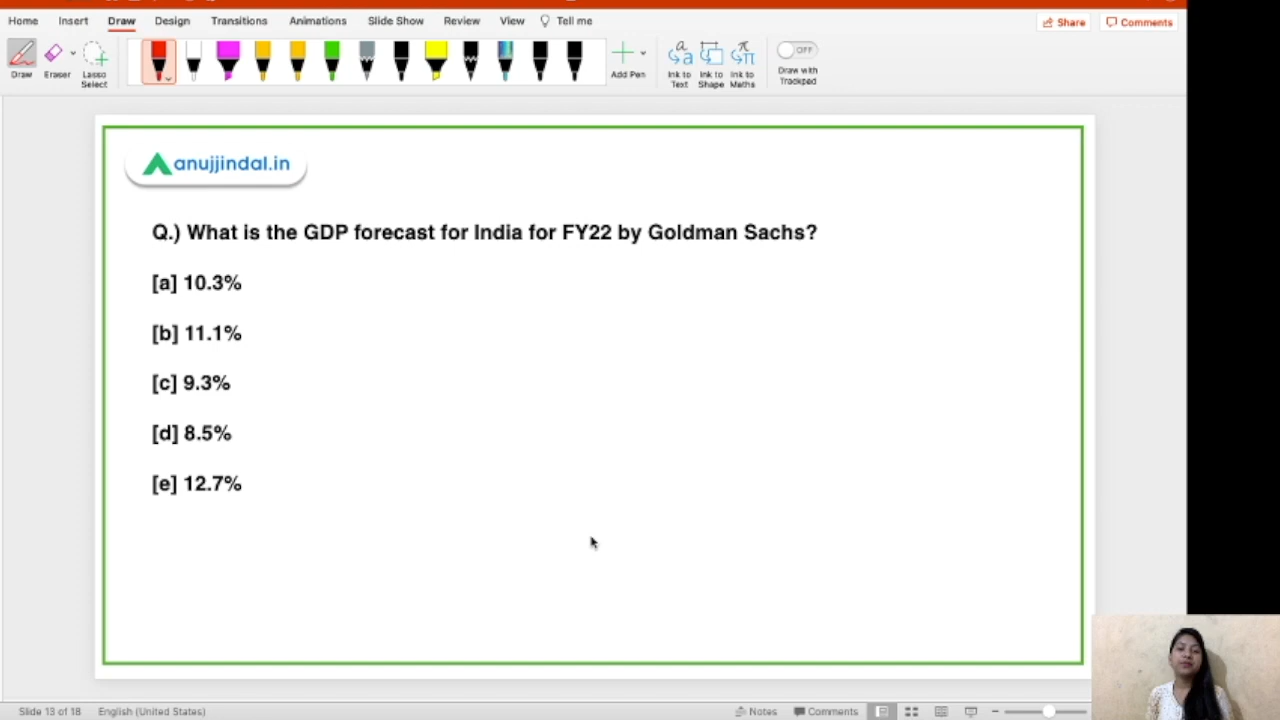 Home Insert Draw Design Transitions Animations Slide Show Review View Tell me
Share Comments
Draw Eraser Lasso Select
Add Pen
Ink to Text Ink to Shape Ink to Maths
OFF
Draw with Trackpad
anujjindal.in
Q.) What is the GDP forecast for India for FY22 by Goldman Sachs?
[a] 10.3%
[b] 11.1%
[c] 9.3%
[d] 8.5%
[e] 12.7%
Slide 13 of 18 English (United States) Notes Comments